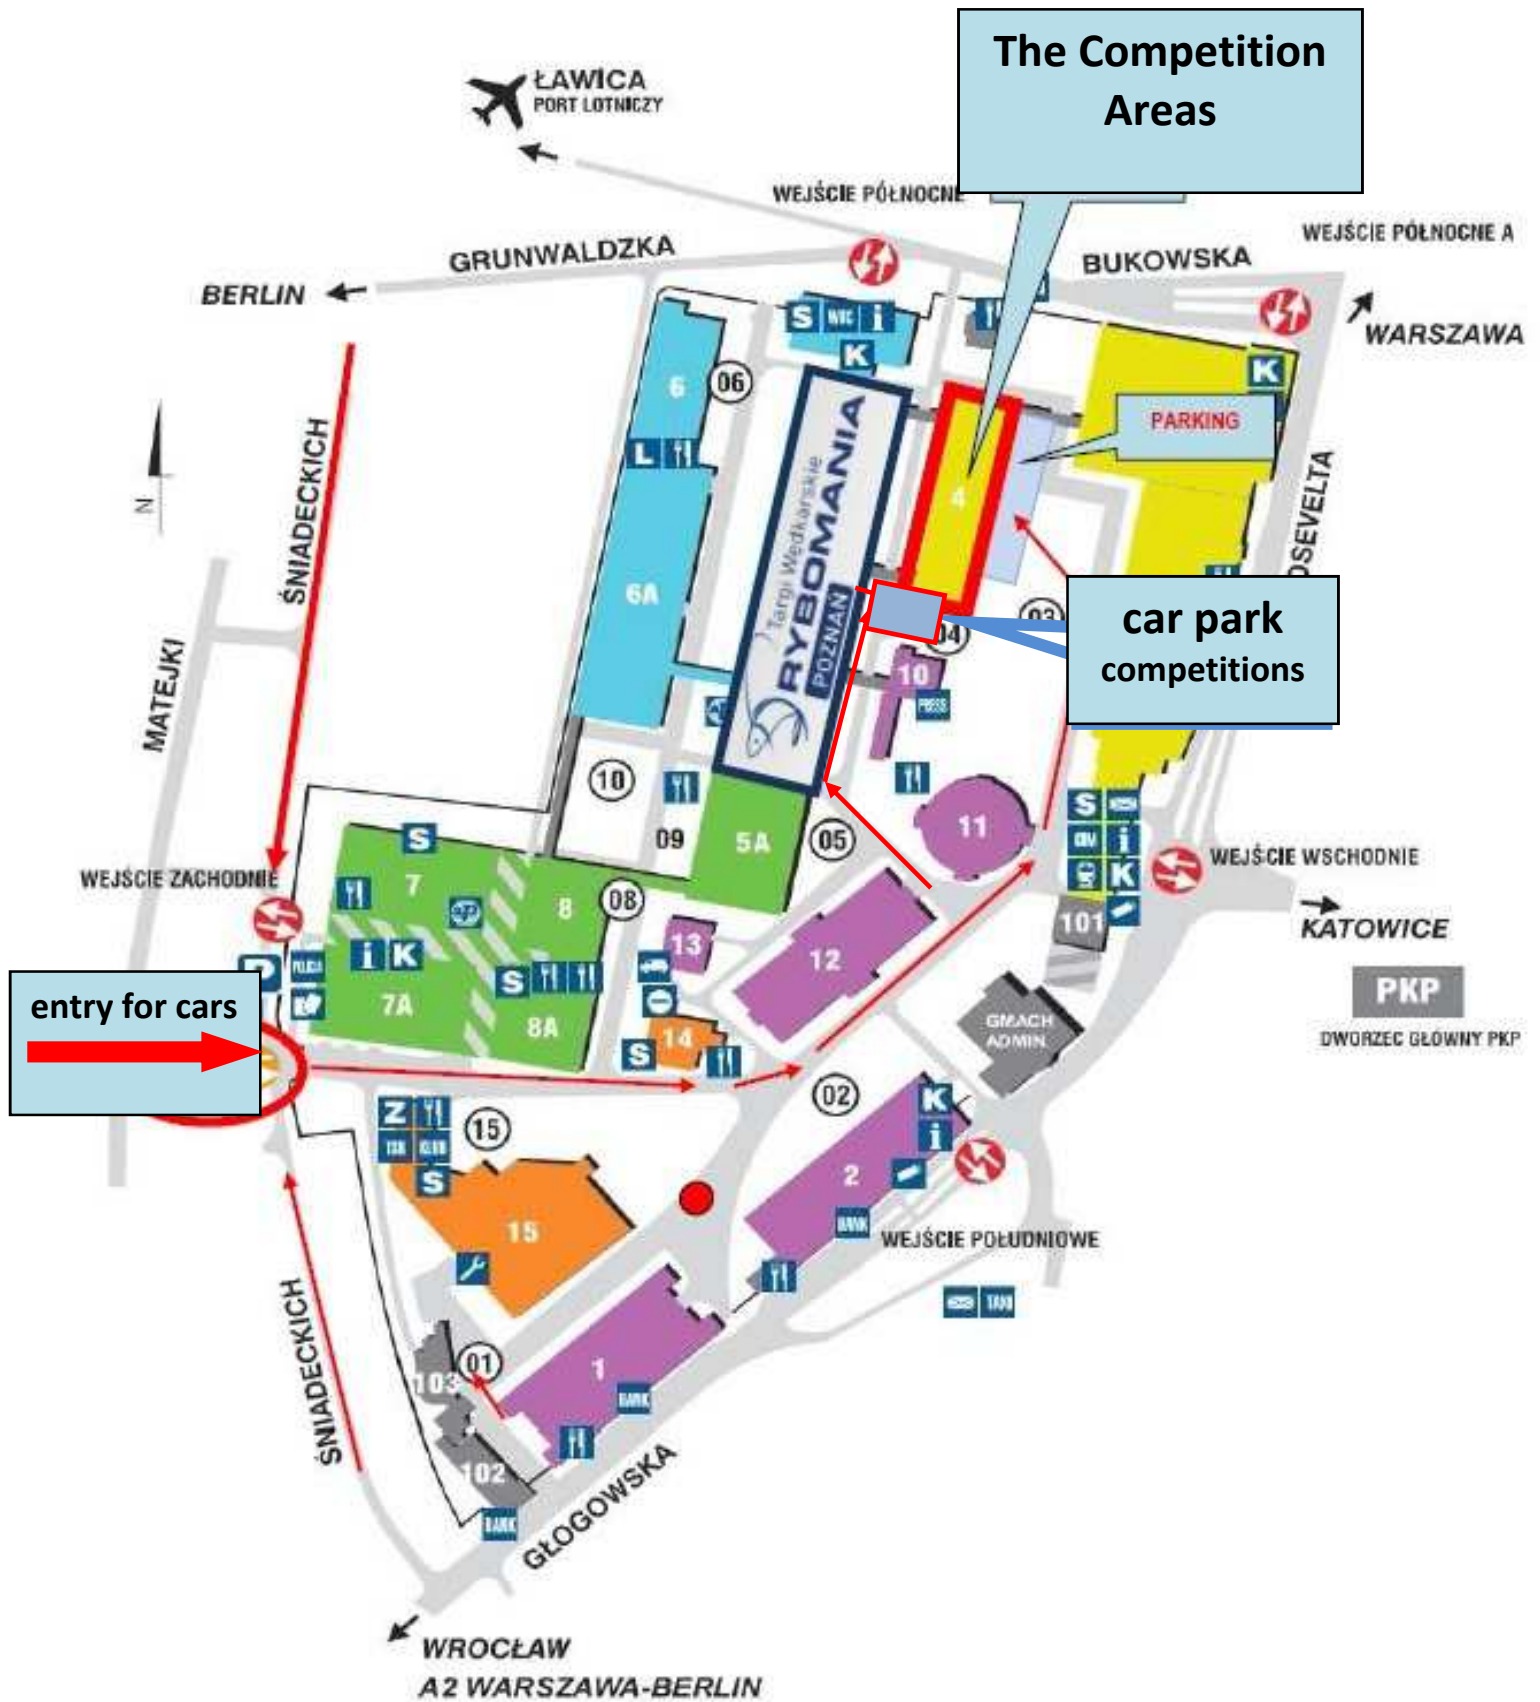 The Competition
Areas
ŁAWICA
PORT LOTNICZY
WEJŚCIE PÓŁNOCNE
WEJŚCIE PÓŁNOCNE A
GRUNWALDZKA
BUKOWSKA
BERLIN
WARSZAWA
S
i
K
K
6
06
PARKING
4
L
N
ŚNIADECKICH
Targi Wędkarskie
RYBOMANIA
POZNAŃ
6A
03
04
car park
competitions
MATEJKI
10
PRESS
10
09
5A
05
11
S
i
K
WEJŚCIE WSCHODNIE
S
7
8
08
WEJŚCIE ZACHODNIE
101
KATOWICE
P
POLICJA
i
K
S
13
12
7A
8A
entry for cars
14
S
GMACH
ADMIN.
PKP
DWORZEC GŁÓWNY PKP
02
K
i
Z
KLUB
S
15
2
BANK
15
WEJŚCIE POŁUDNIOWE
TAXI
ŚNIADECKICH
01
103
1
BANK
102
BANK
GŁOGOWSKA
WROCŁAW
A2 WARSZAWA-BERLIN